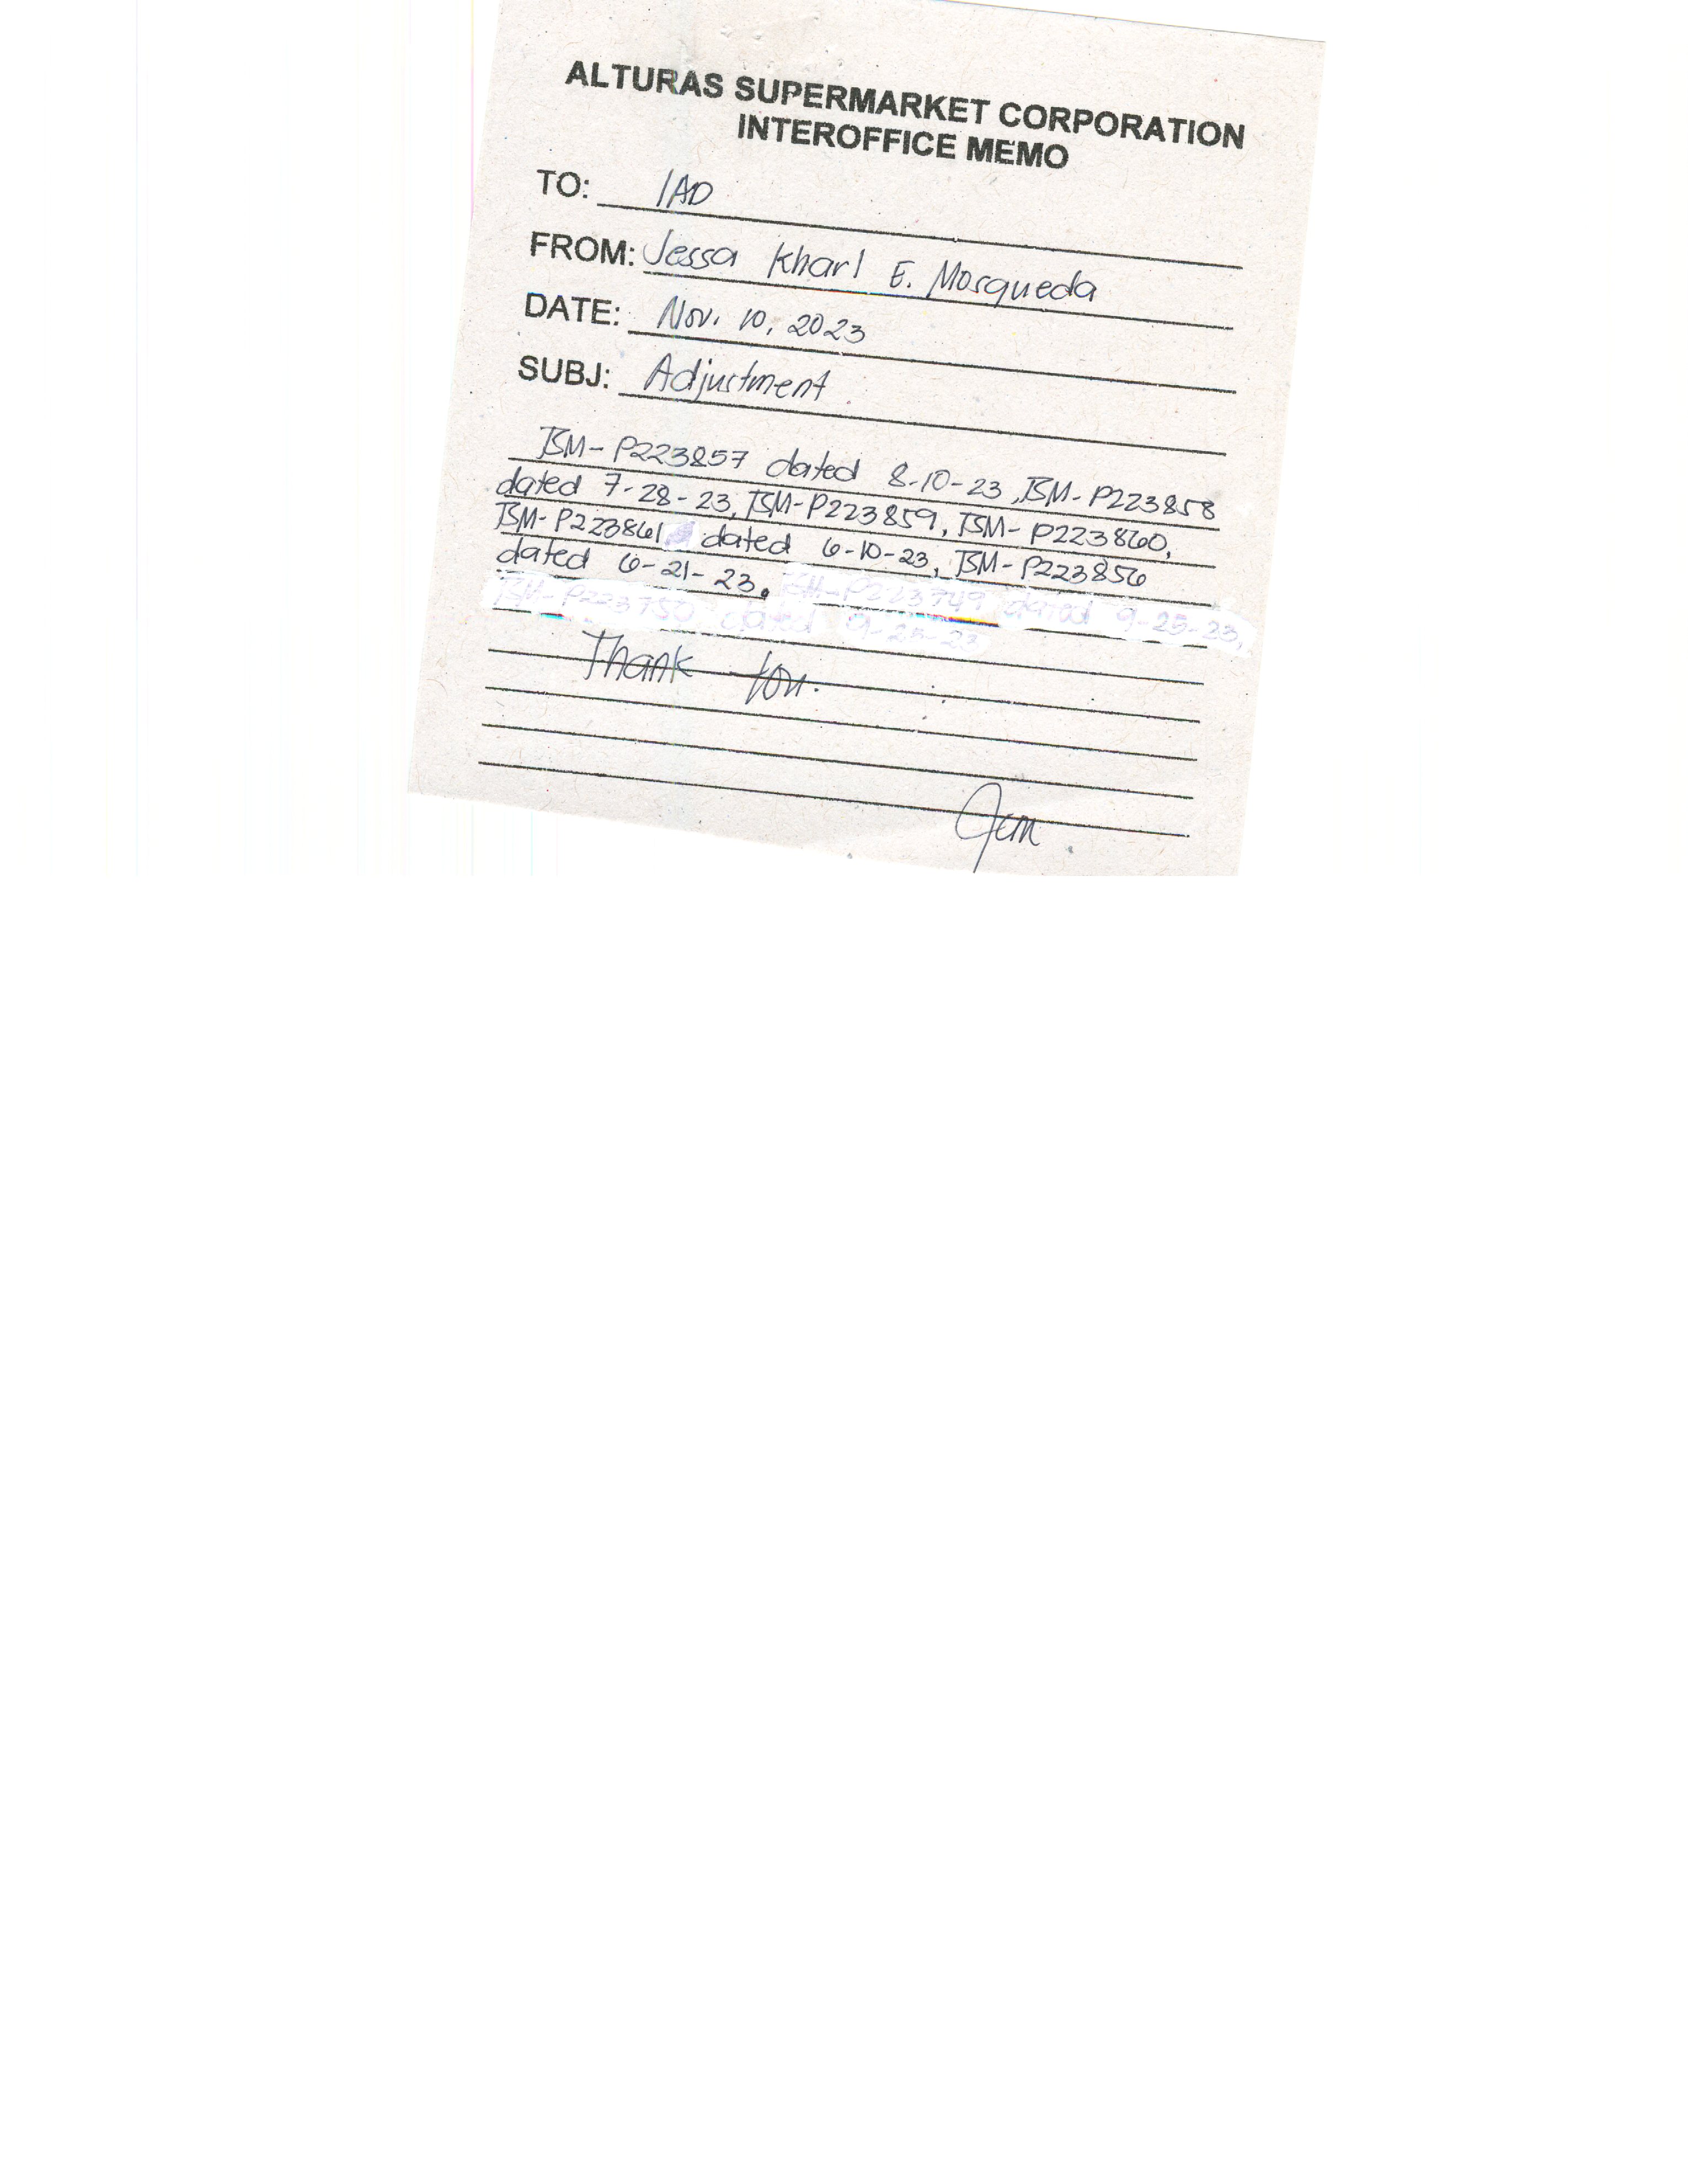 ALTURAS SUPERMARKET CORPORATION
INTEROFFICE MEMO
TO: IAD
FROM: Jessa Kharl E. Mosqueda
DATE: Nov. 10, 2023
SUBJ: Adjustment
TSM-P223857 dated 8-10-23, TSM-P223858
dated 7-28-23, TSM-P223859, TSM-P223860,
TSM-P223861 dated 6-10-23, TSM-P223856
dated 6-21-23.
dated 9-25-23,
TSM-P223750 dated 9-25-23
Thank You.